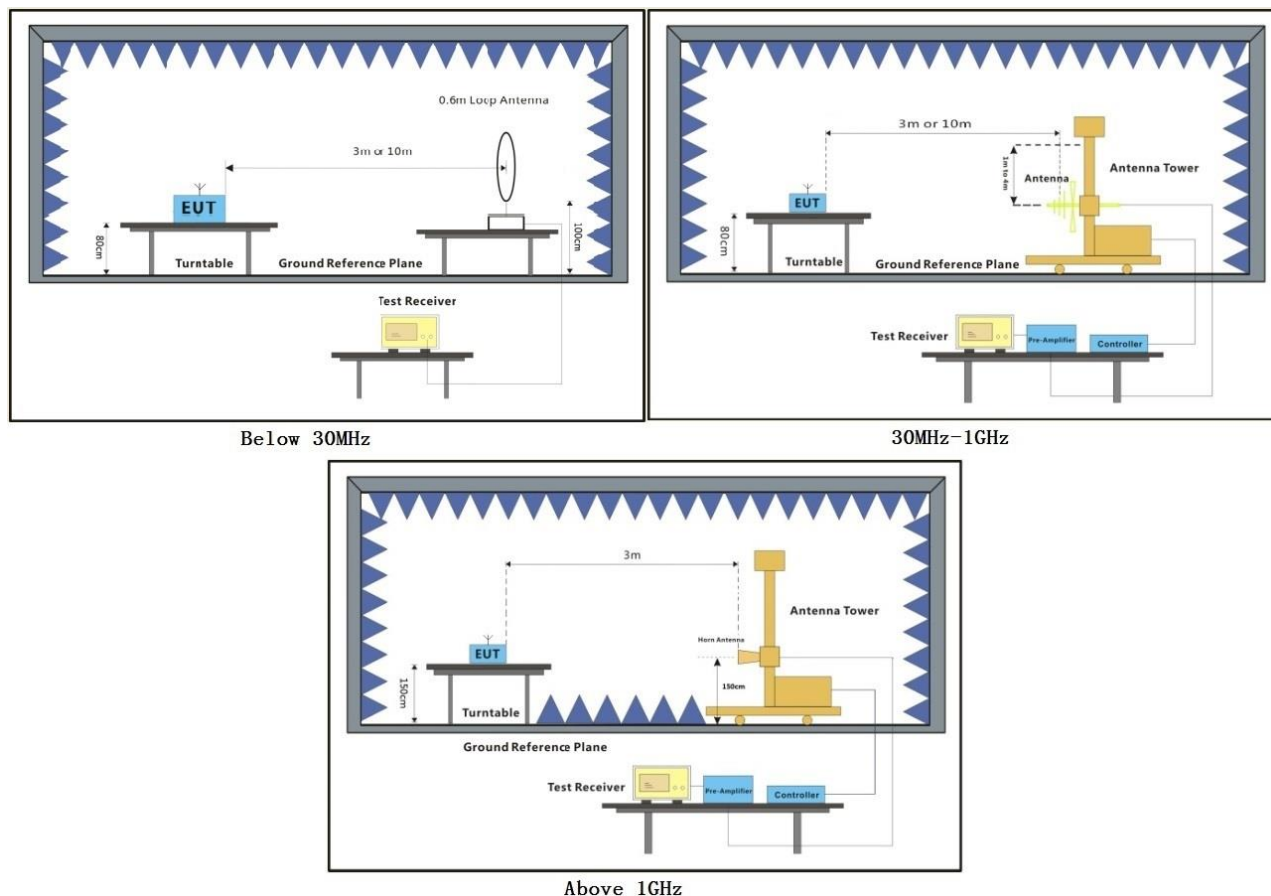 0.6m Loop Antenna
3m or 10m
EUT
80cm
100cm
Turntable
Ground Reference Plane
Test Receiver
Below 30MHz
3m or 10m
1m to 4m
Antenna
Antenna Tower
EUT
80cm
Turntable
Ground Reference Plane
Test Receiver
Pre-Amplifier
Controller
30MHz-1GHz
3m
Antenna Tower
Horn Antenna
EUT
150cm
150cm
Turntable
Ground Reference Plane
Test Receiver
Pre-Amplifier
Controller
Above 1GHz